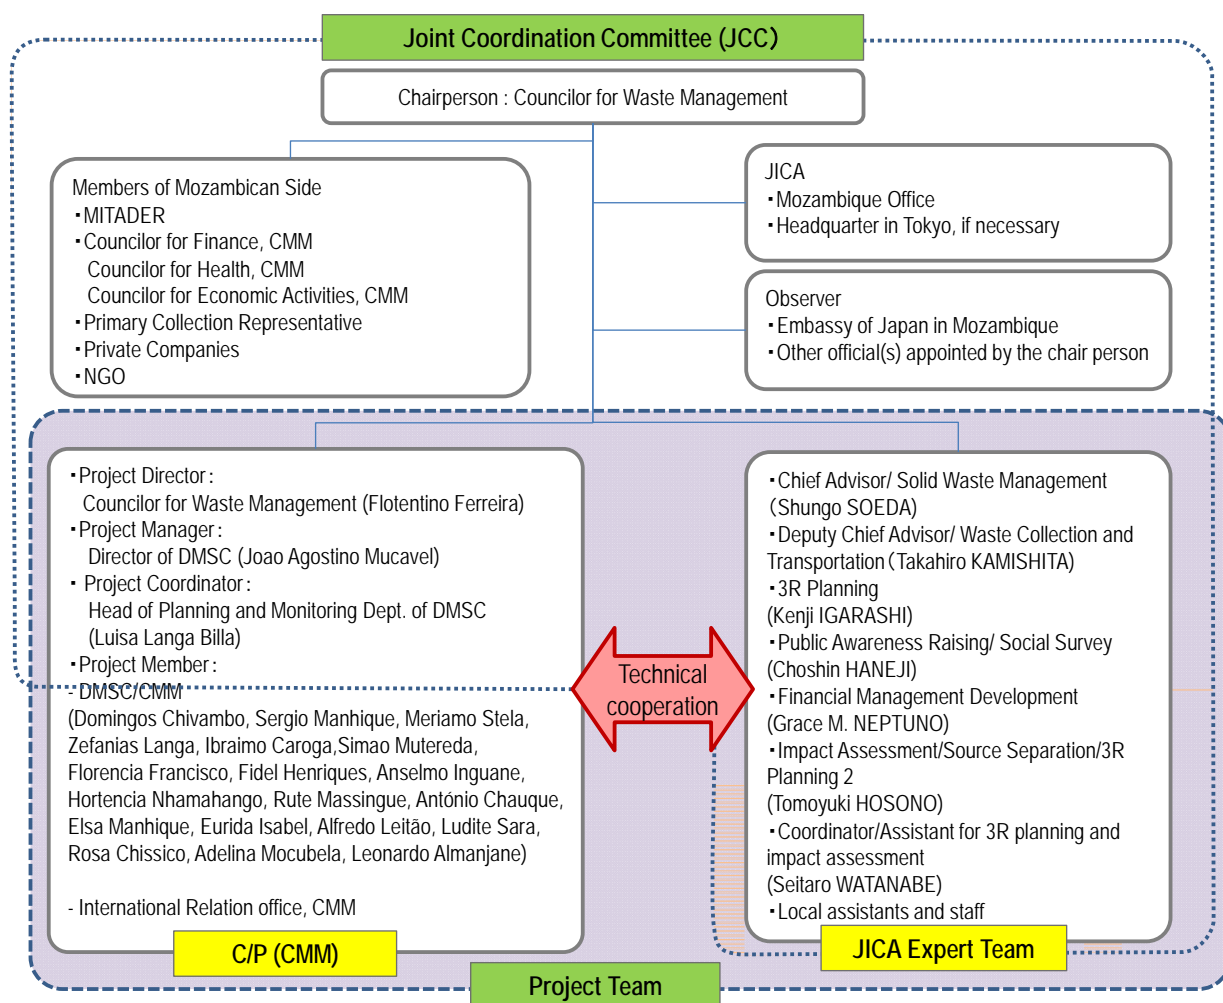 Joint Coordination Committee (JCC)
Chairperson : Councilor for Waste Management
Members of Mozambican Side
・MITADER
・Councilor for Finance, CMM
Councilor for Health, CMM
Councilor for Economic Activities, CMM
・Primary Collection Representative
・Private Companies
・NGO
JICA
・Mozambique Office
・Headquarter in Tokyo, if necessary
Observer
・Embassy of Japan in Mozambique
・Other official(s) appointed by the chair person
・Project Director :
Councilor for Waste Management (Flotentino Ferreira)
・Project Manager :
Director of DMSC (Joao Agostino Mucavel)
・ Project Coordinator :
Head of Planning and Monitoring Dept. of DMSC
(Luisa Langa Billa)
・Project Member :
- DMSC/CMM
(Domingos Chivambo, Sergio Manhique, Meriamo Stela,
Zefanias Langa, Ibraimo Caroga,Simao Mutereda,
Florencia Francisco, Fidel Henriques, Anselmo Inguane,
Hortencia Nhamahango, Rute Massingue, António Chauque,
Elsa Manhique, Eurida Isabel, Alfredo Leitão, Ludite Sara,
Rosa Chissico, Adelina Mocubela, Leonardo Almanjane)
- International Relation office, CMM
C/P (CMM)
Technical
cooperation
・Chief Advisor/ Solid Waste Management
(Shungo SOEDA)
・Deputy Chief Advisor/ Waste Collection and
Transportation (Takahiro KAMISHITA)
・3R Planning
(Kenji IGARASHI)
・Public Awareness Raising/ Social Survey
(Choshin HANEJI)
・Financial Management Development
(Grace M. NEPTUNO)
・Impact Assessment/Source Separation/3R
Planning 2
(Tomoyuki HOSONO)
・Coordinator/Assistant for 3R planning and
impact assessment
(Seitaro WATANABE)
・Local assistants and staff
JICA Expert Team
Project Team